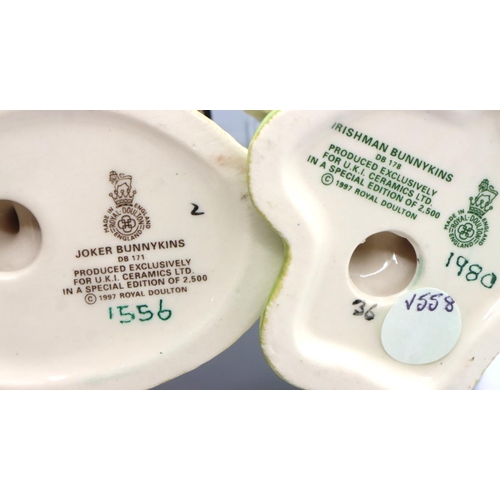 MADE IN ENGLAND
ROYAL DOULTON
ENGLAND
2
JOKER BUNNYKINS
DB 171
PRODUCED EXCLUSIVELY
FOR U.K.I. CERAMICS LTD.
IN A SPECIAL EDITION OF 2,500
© 1997 ROYAL DOULTON
1556
IRISHMAN BUNNYKINS
DB 178
PRODUCED EXCLUSIVELY
FOR U.K.I. CERAMICS LTD.
IN A SPECIAL EDITION OF 2,500
© 1997 ROYAL DOULTON
MADE IN ENGLAND
ROYAL DOULTON
ENGLAND
1980
36
V558